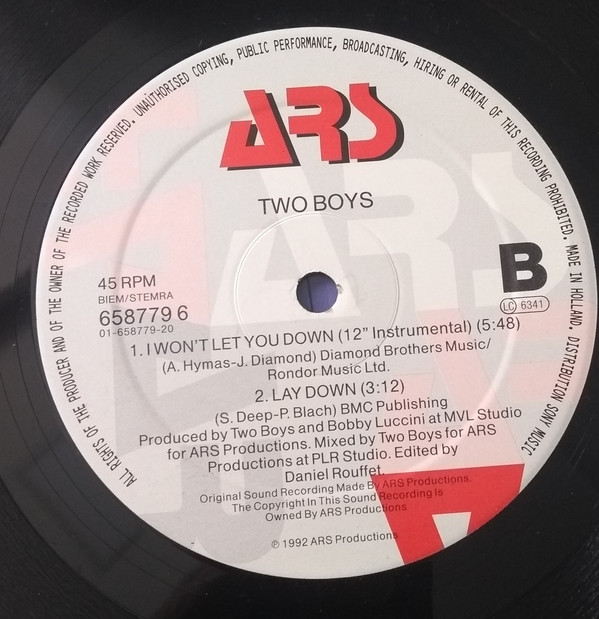 ALL RIGHTS OF THE PRODUCER AND OF THE OWNER OF THE RECORDED WORK RESERVED. UNAUTHORISED COPYING, PUBLIC PERFORMANCE, BROADCASTING, HIRING OR RENTAL OF THIS RECORDING PROHIBITED. MADE IN HOLLAND. DISTRIBUTION SONY MUSIC
ARS
TWO BOYS
B
LC 6341
45 RPM
BIEM/STEMRA
658779 6
01-658779-20
1. I WON'T LET YOU DOWN (12" Instrumental) (5:48)
(A. Hymas-J. Diamond) Diamond Brothers Music/
Rondor Music Ltd.
2. LAY DOWN (3:12)
(S. Deep-P. Blach) BMC Publishing
Produced by Two Boys and Bobby Luccini at MVL Studio
for ARS Productions. Mixed by Two Boys for ARS
Productions at PLR Studio. Edited by
Daniel Rouffet.
Original Sound Recording Made By ARS Productions.
The Copyright In This Sound Recording Is
Owned By ARS Productions
℗ 1992 ARS Productions